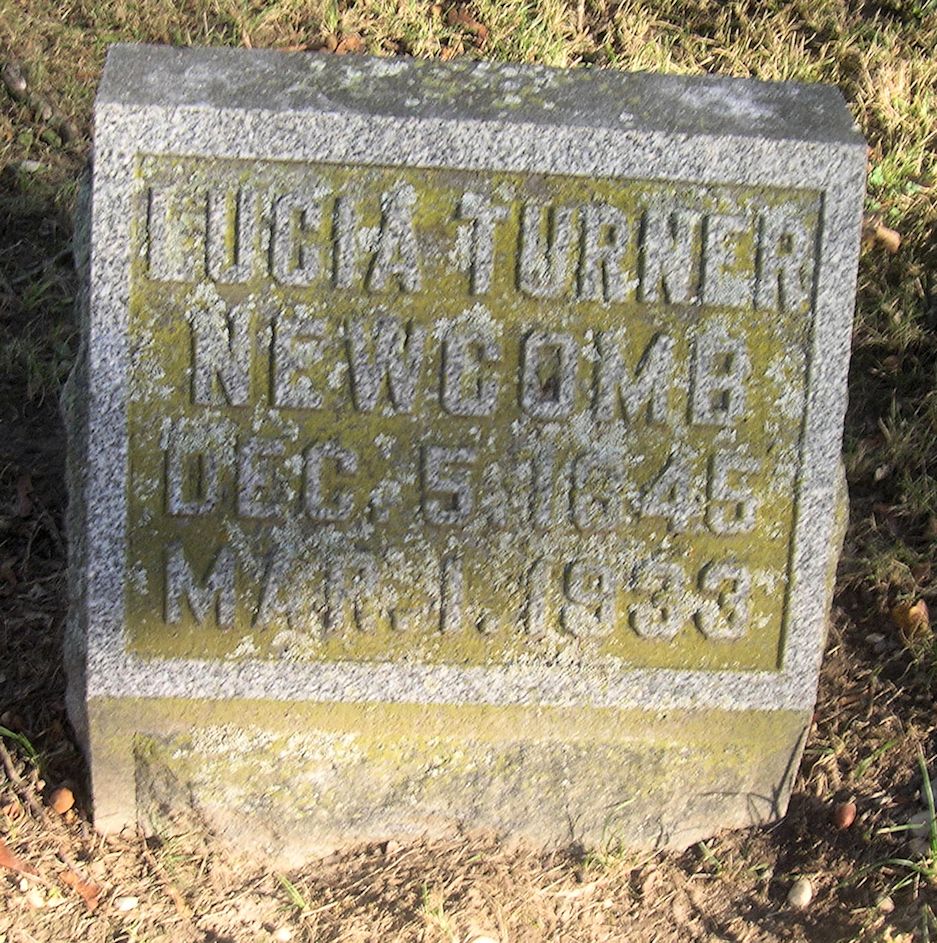 LUCIA TURNER
NEWCOMB
DEC. 5. 1845
MAR. 1. 1933